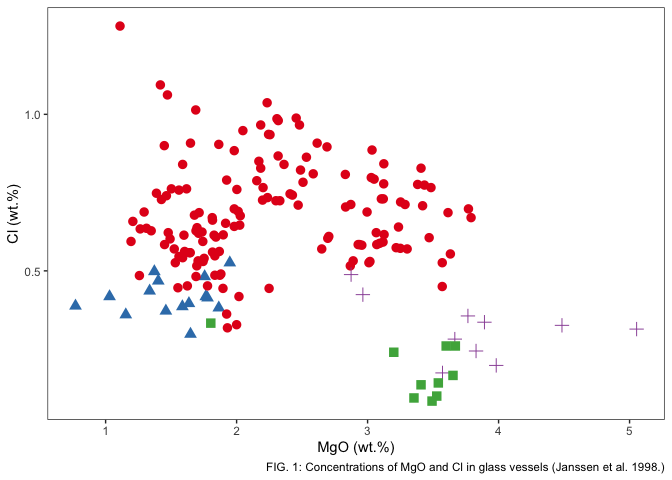 1.0
0.5
Cl (wt.%)
1
2
3
4
5
MgO (wt.%)
FIG. 1: Concentrations of MgO and Cl in glass vessels (Janssen et al. 1998.)